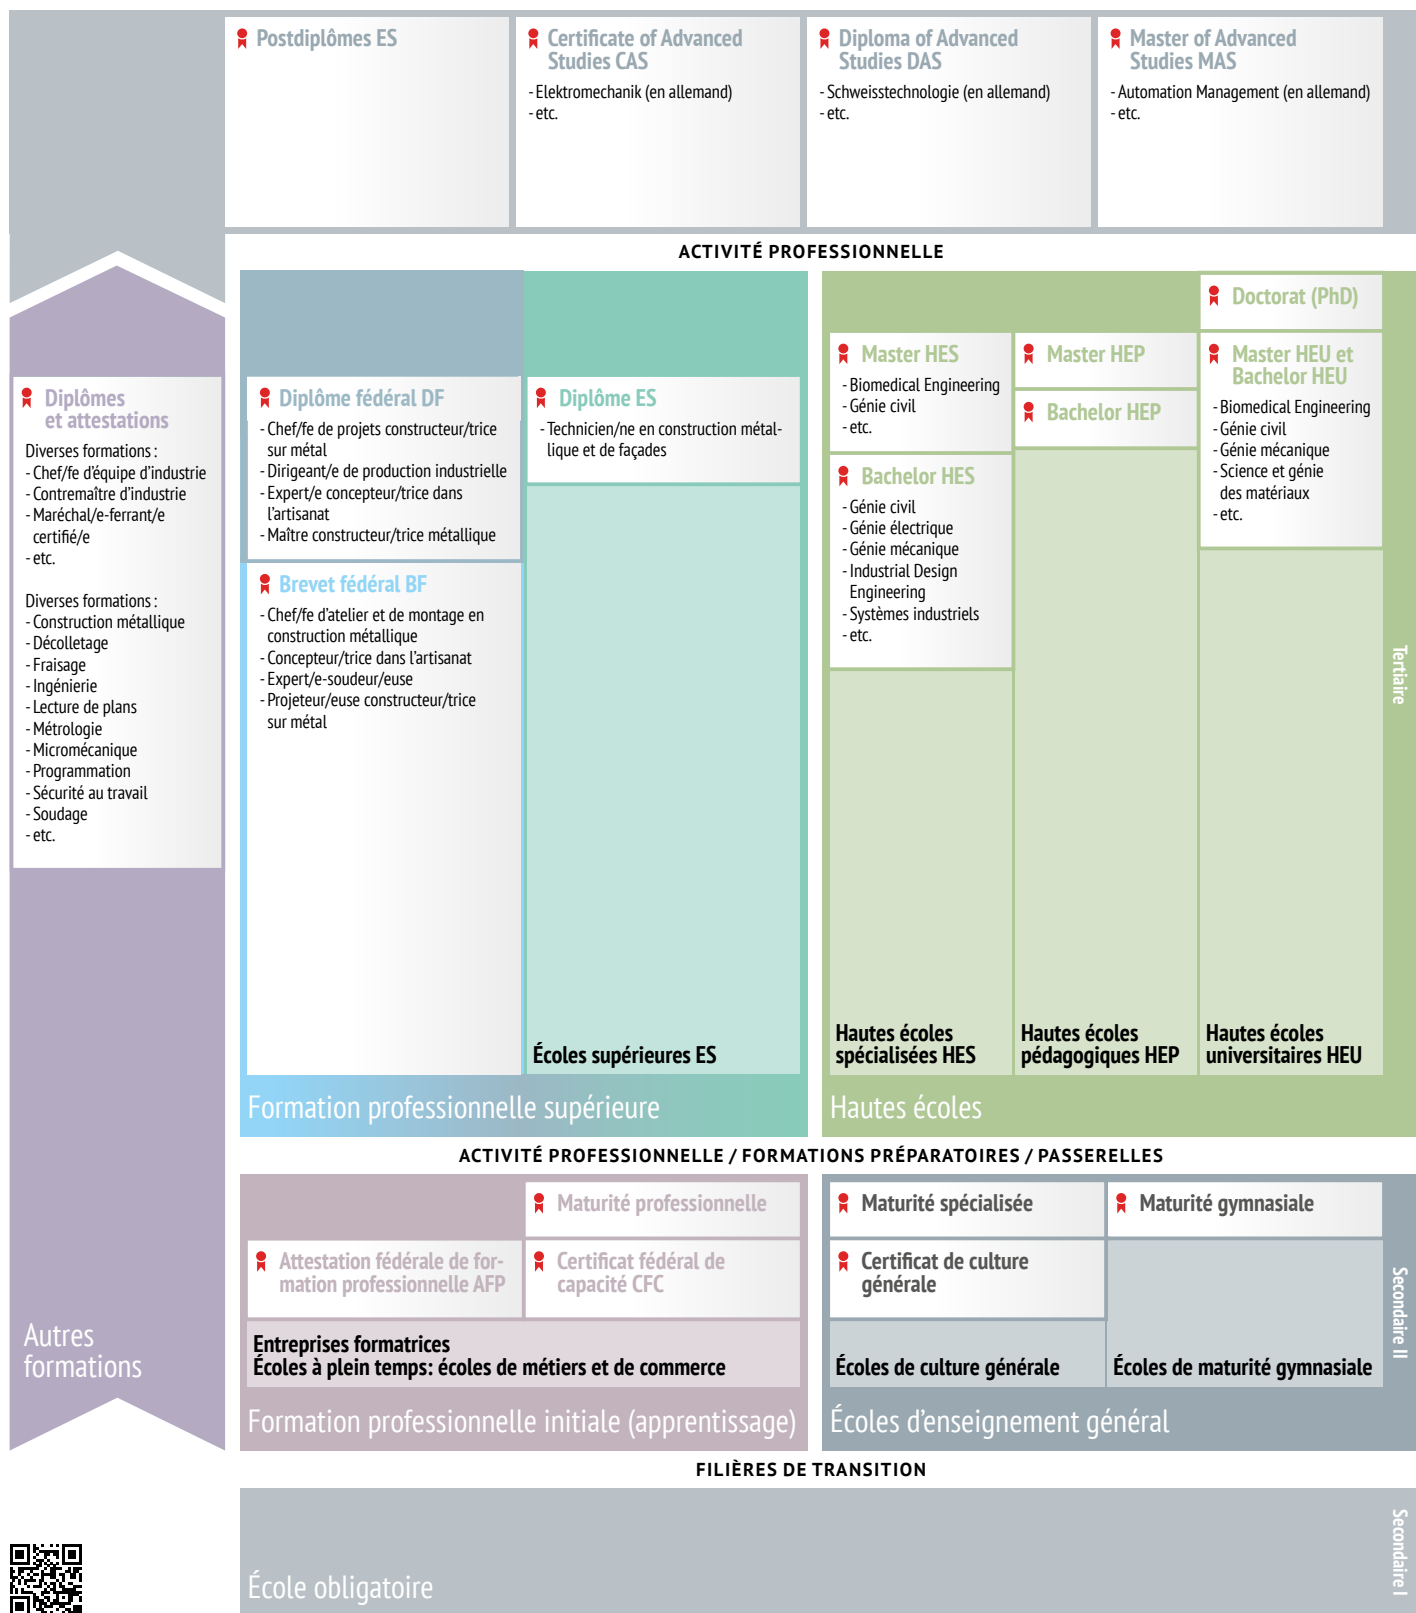 Postdiplômes ES
Certificate of Advanced
Studies CAS
- Elektromechanik (en allemand)
- etc.
Diploma of Advanced
Studies DAS
- Schweisstechnologie (en allemand)
- etc.
Master of Advanced
Studies MAS
- Automation Management (en allemand)
- etc.
ACTIVITÉ PROFESSIONNELLE
Diplômes
et attestations
Diverses formations :
- Chef/fe d’équipe d’industrie
- Contremaître d’industrie
- Maréchal/e-ferrant/e
certifié/e
- etc.
Diverses formations :
- Construction métallique
- Décolletage
- Fraisage
- Ingénierie
- Lecture de plans
- Métrologie
- Micromécanique
- Programmation
- Sécurité au travail
- Soudage
- etc.
Autres
formations
Diplôme fédéral DF
- Chef/fe de projets constructeur/trice
sur métal
- Dirigeant/e de production industrielle
- Expert/e concepteur/trice dans
l’artisanat
- Maître constructeur/trice métallique
Brevet fédéral BF
- Chef/fe d’atelier et de montage en
construction métallique
- Concepteur/trice dans l’artisanat
- Expert/e-soudeur/euse
- Projeteur/euse constructeur/trice
sur métal
Diplôme ES
- Technicien/ne en construction métal-
lique et de façades
Écoles supérieures ES
Formation professionnelle supérieure
Master HES
- Biomedical Engineering
- Génie civil
- etc.
Bachelor HES
- Génie civil
- Génie électrique
- Génie mécanique
- Industrial Design
Engineering
- Systèmes industriels
- etc.
Hautes écoles
spécialisées HES
Master HEP
Bachelor HEP
Hautes écoles
pédagogiques HEP
Doctorat (PhD)
Master HEU et
Bachelor HEU
- Biomedical Engineering
- Génie civil
- Génie mécanique
- Science et génie
des matériaux
- etc.
Hautes écoles
universitaires HEU
Hautes écoles
Tertiaire
ACTIVITÉ PROFESSIONNELLE / FORMATIONS PRÉPARATOIRES / PASSERELLES
Maturité professionnelle
Attestation fédérale de for-
mation professionnelle AFP
Certificat fédéral de
capacité CFC
Entreprises formatrices
Écoles à plein temps: écoles de métiers et de commerce
Formation professionnelle initiale (apprentissage)
Maturité spécialisée
Certificat de culture
générale
Écoles de culture générale
Maturité gymnasiale
Écoles de maturité gymnasiale
Écoles d’enseignement général
Secondaire II
FILIÈRES DE TRANSITION
École obligatoire
Secondaire I